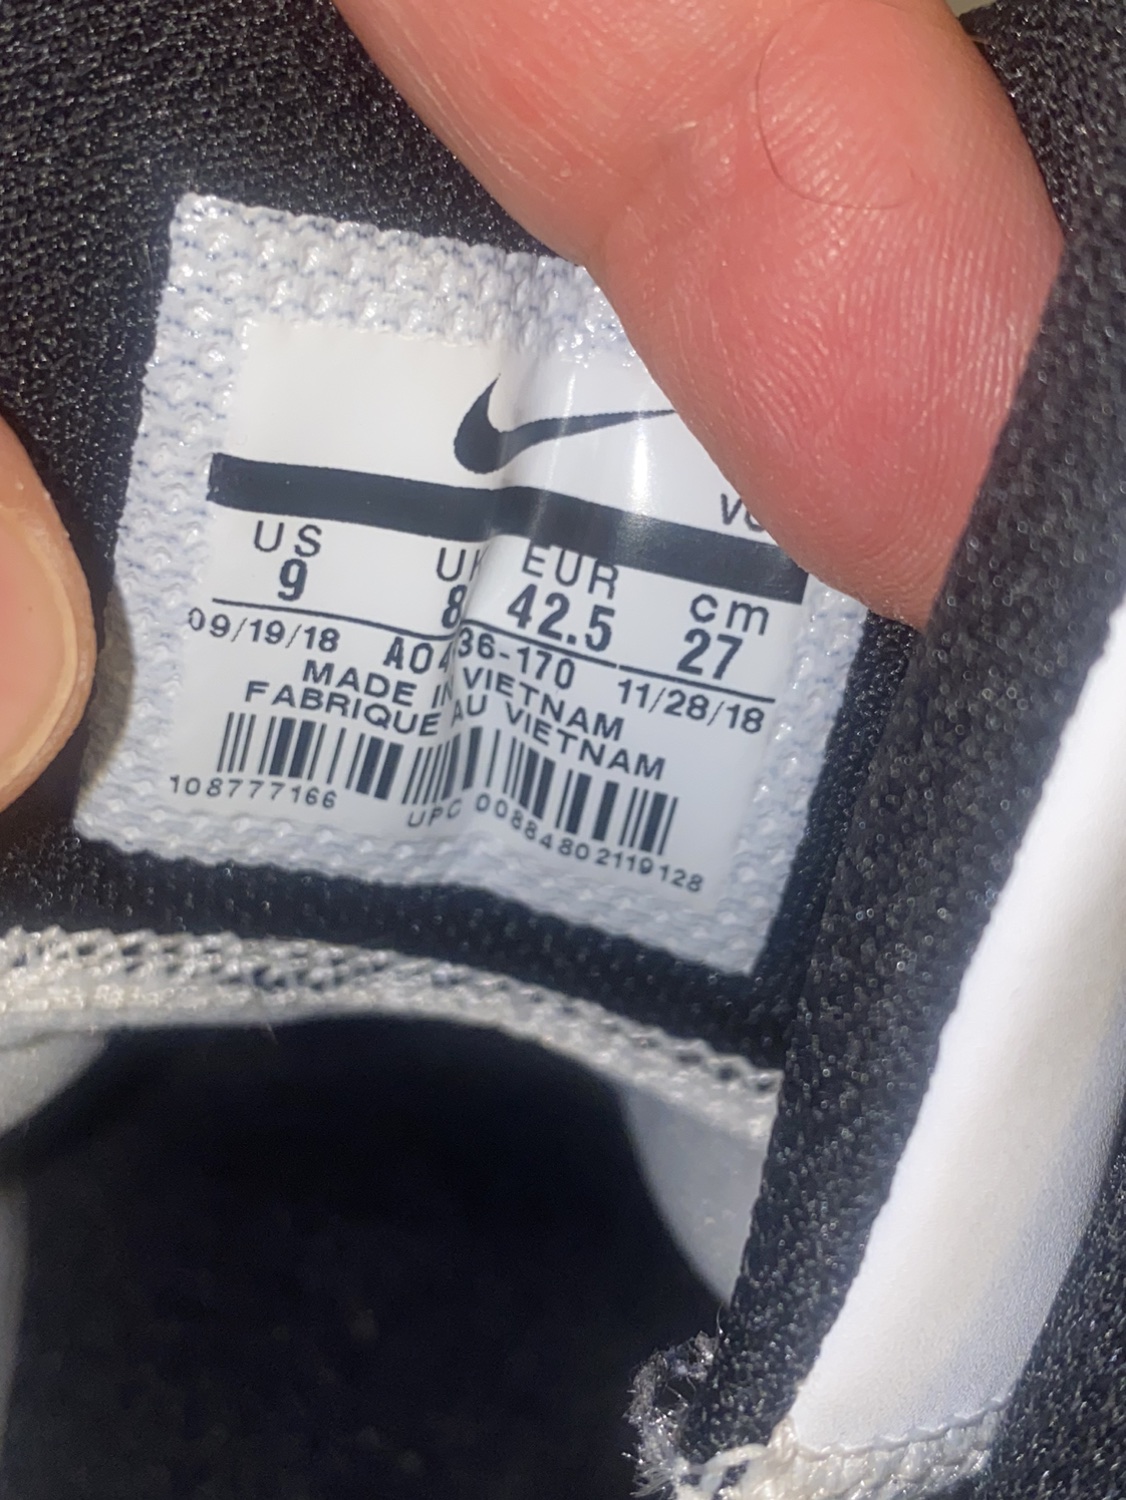 US UK EUR cm
9 8 42.5 27
09/19/18 AO4436-170 11/28/18
MADE IN VIETNAM
FABRIQUE AU VIETNAM
108777166 UPC 00884802119128